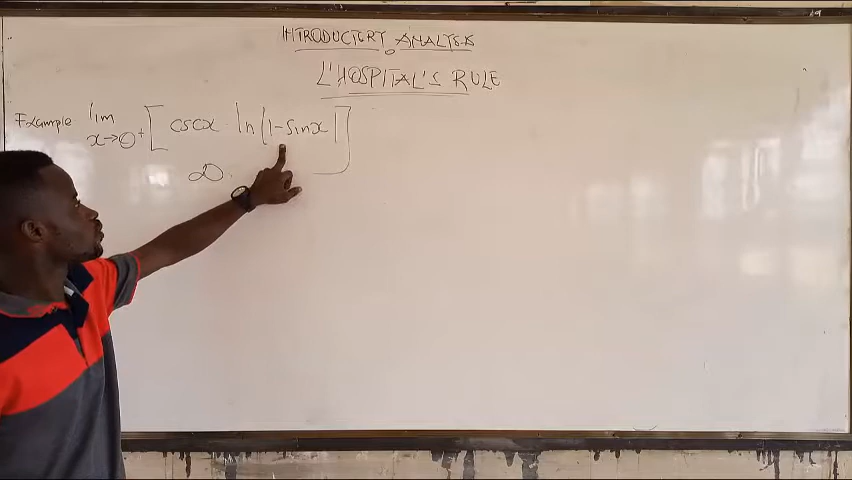 INTRODUCTORY ANALYSIS
L'HOSPITAL'S RULE
Example lim x→0⁺ [cscx · ln|1-sinx|]
∞ ·